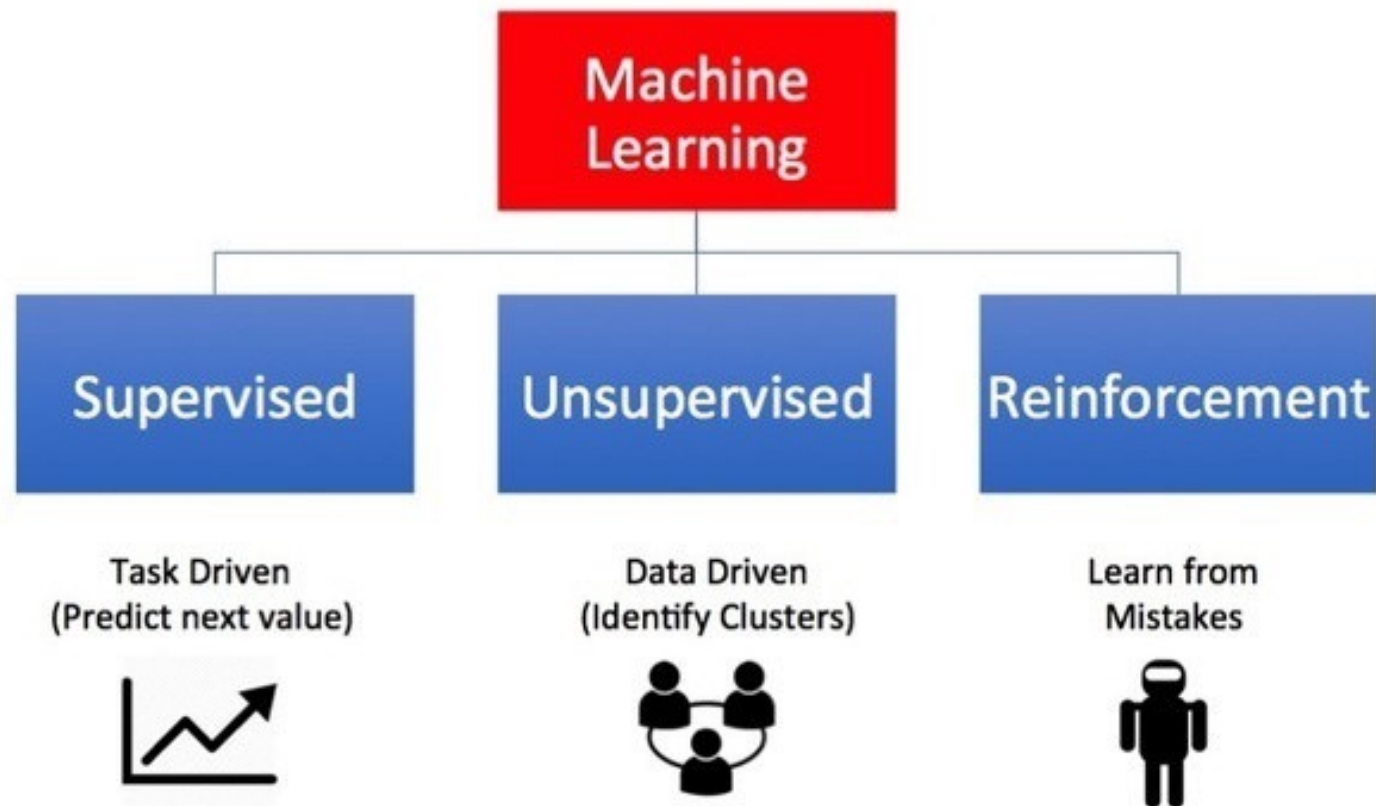 Machine
Learning
Supervised
Unsupervised
Reinforcement
Task Driven
(Predict next value)
Data Driven
(Identify Clusters)
Learn from
Mistakes